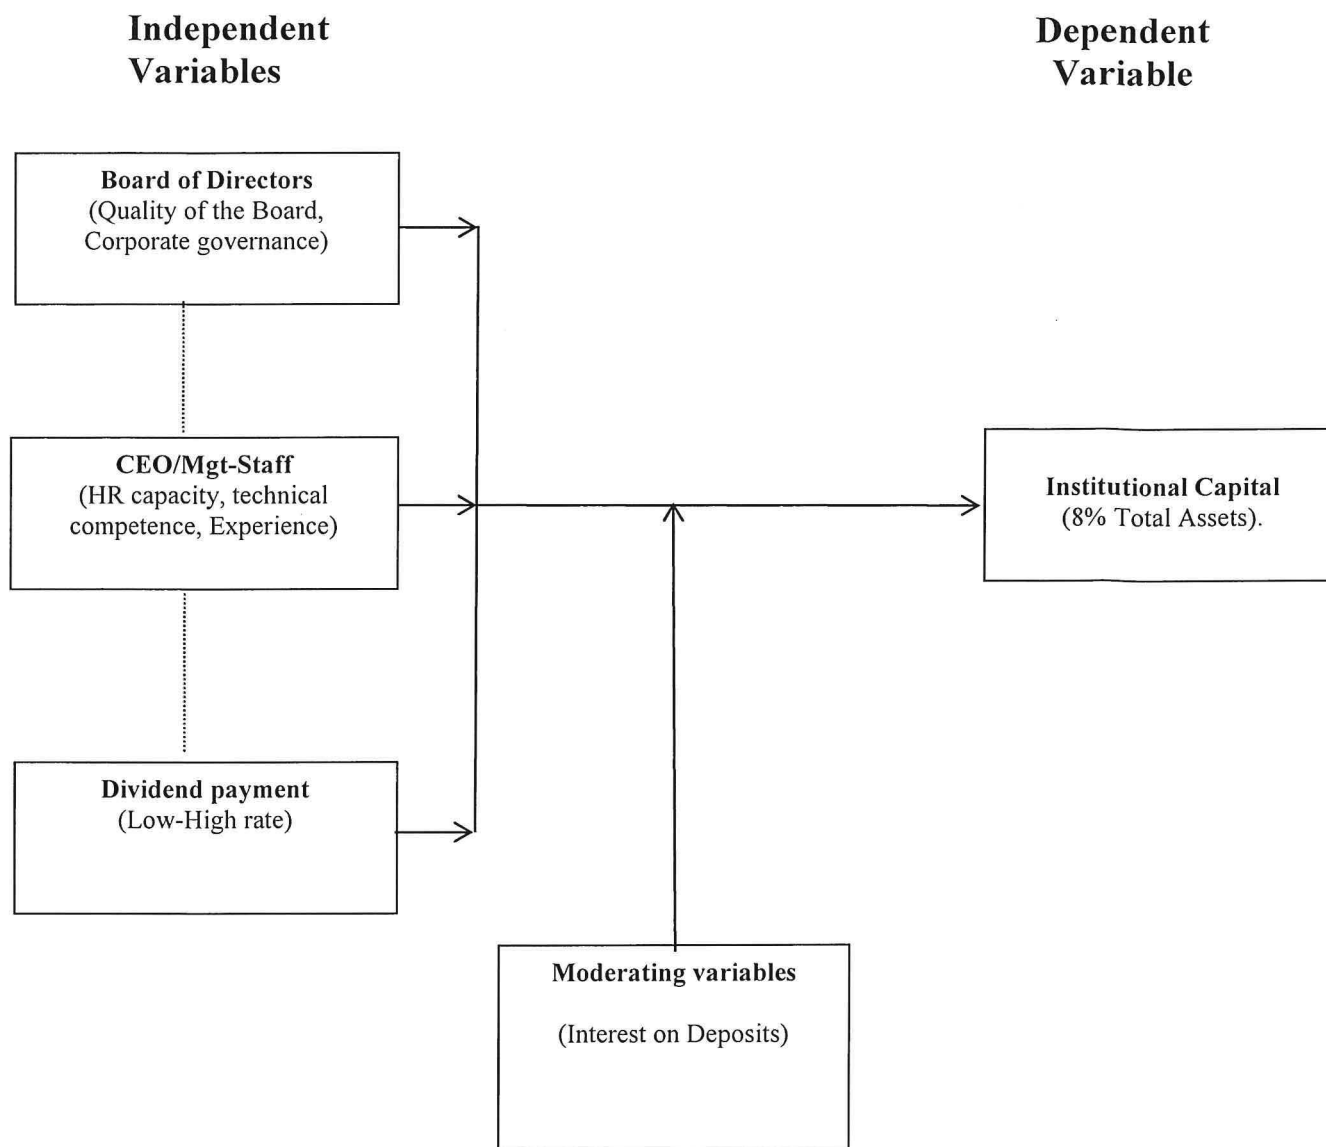 Independent
Variables
Dependent
Variable
Board of Directors
(Quality of the Board,
Corporate governance)
CEO/Mgt-Staff
(HR capacity, technical
competence, Experience)
Institutional Capital
(8% Total Assets).
Dividend payment
(Low-High rate)
Moderating variables
(Interest on Deposits)